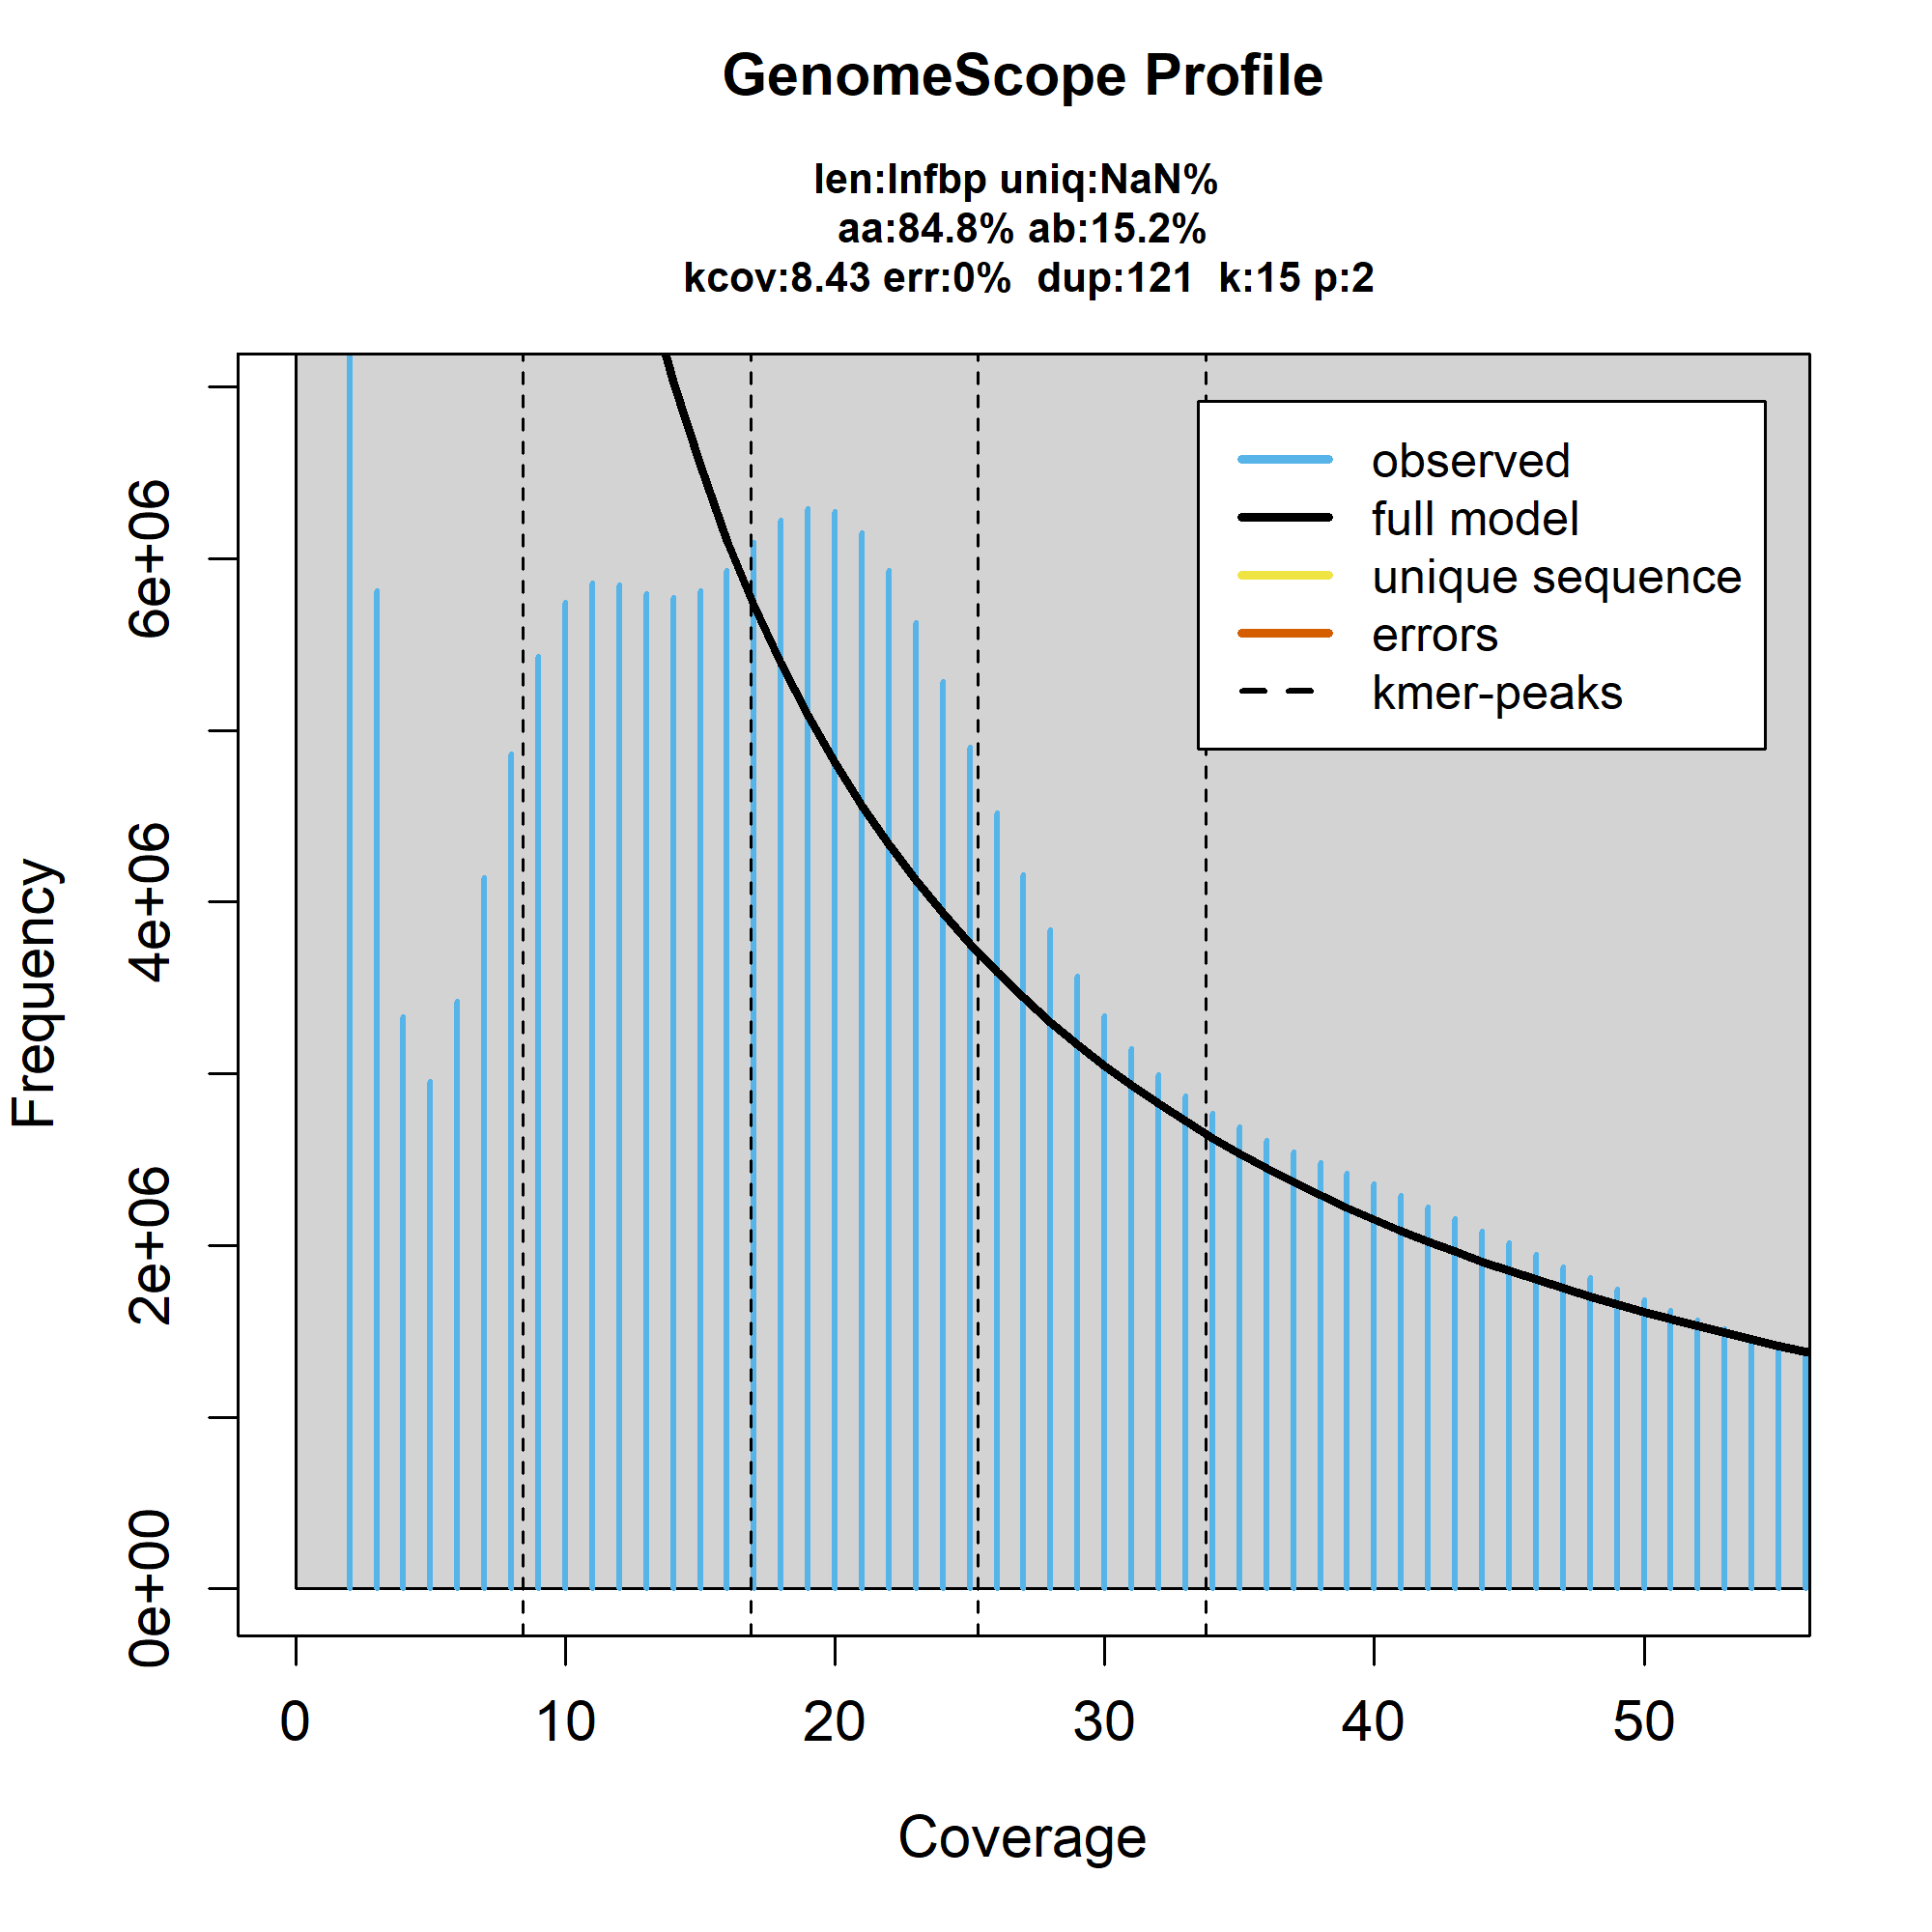 GenomeScope Profile
len:Infbp uniq:NaN%
aa:84.8% ab:15.2%
kcov:8.43 err:0% dup:121 k:15 p:2
observed
full model
unique sequence
errors
kmer-peaks
Frequency
6e+06
4e+06
2e+06
0e+00
0 10 20 30 40 50
Coverage